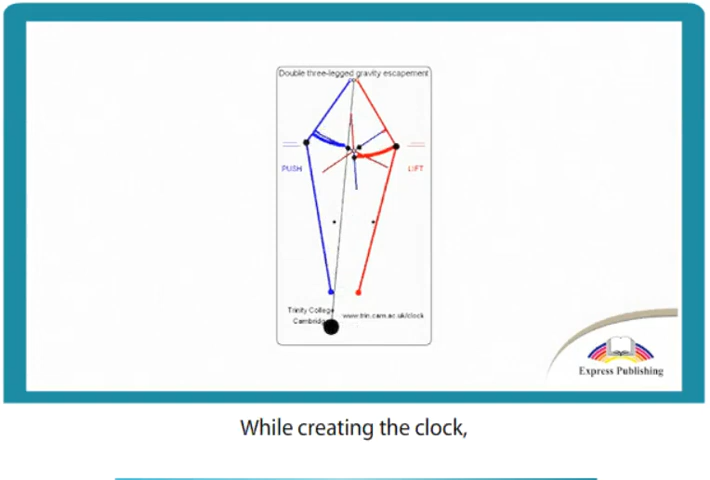 Double three-legged gravity escapement
PUSH
LIFT
Trinity College
Cambridge
www.trin.cam.ac.uk/clock
Express Publishing
While creating the clock,